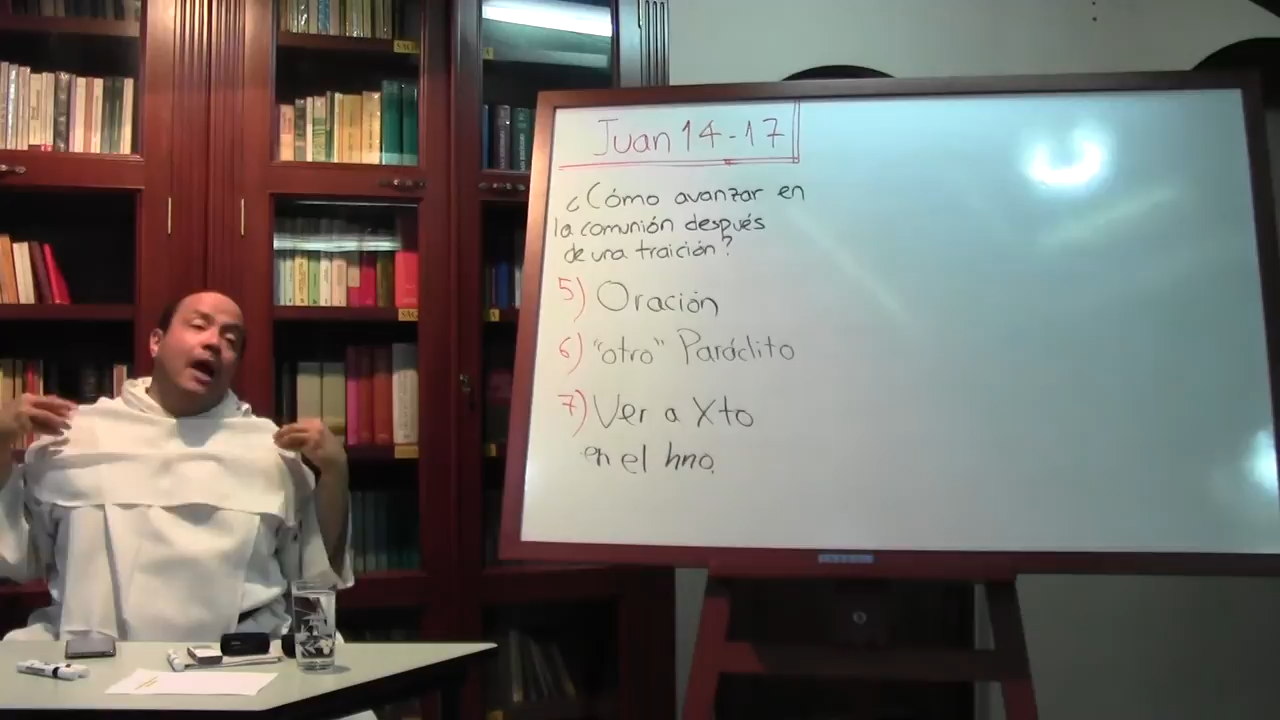 Juan 14-17
¿Cómo avanzar en
la comunión después
de una traición?
5) Oración
6) "otro" Paráclito
7) Ver a Xto
en el hno.